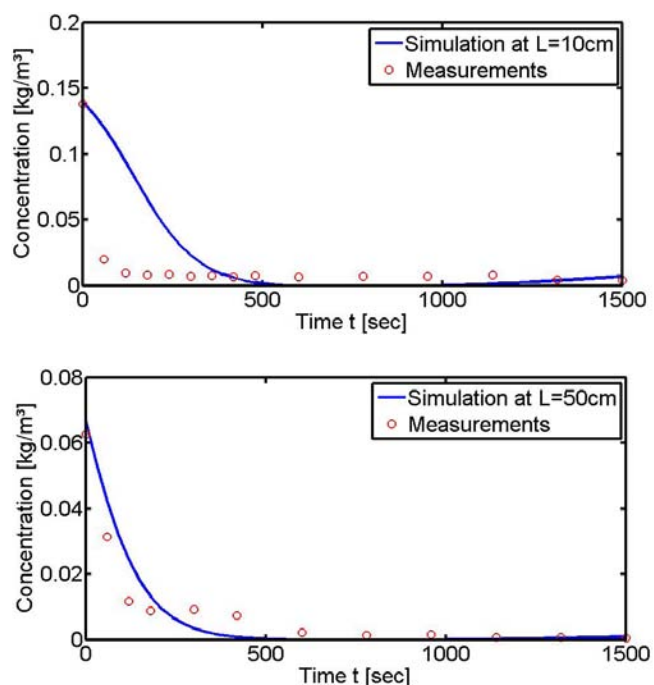 0.2
0.15
0.1
0.05
0
Concentration [kg/m³]
Simulation at L=10cm
Measurements
0
500
1000
1500
Time t [sec]
0.08
0.06
0.04
0.02
0
Concentration [kg/m³]
Simulation at L=50cm
Measurements
0
500
1000
1500
Time t [sec]